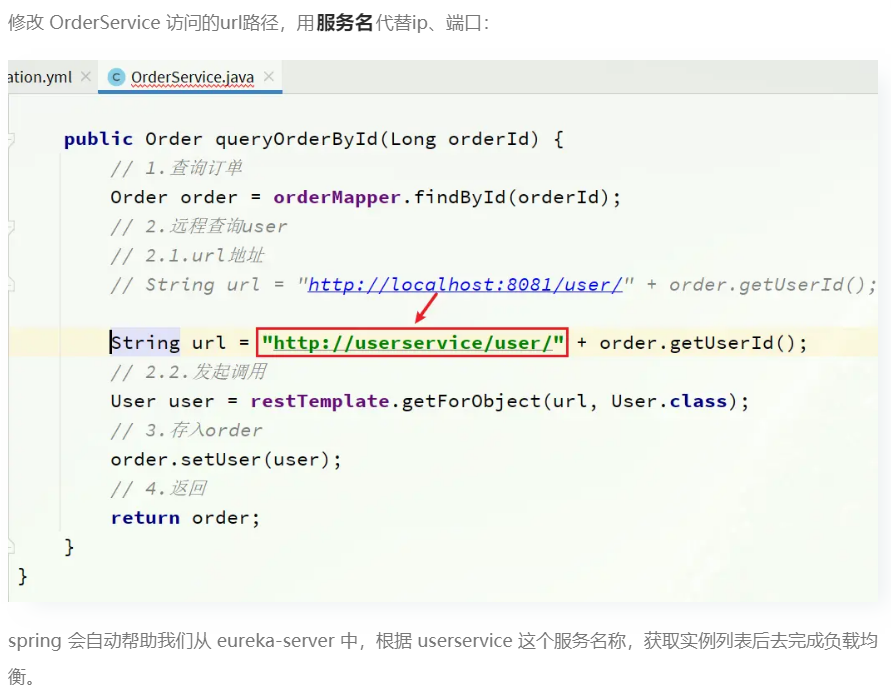 修改 OrderService 访问的url路径，用服务名代替ip、端口：
ation.yml × OrderService.java ×
public Order queryOrderById(Long orderId) {
// 1.查询订单
Order order = orderMapper.findById(orderId);
// 2.远程查询user
// 2.1.url地址
// String url = "http://localhost:8081/user/" + order.getUserId();
String url = "http://userservice/user/" + order.getUserId();
// 2.2.发起调用
User user = restTemplate.getForObject(url, User.class);
// 3.存入order
order.setUser(user);
// 4.返回
return order;
}
}
spring 会自动帮助我们从 eureka-server 中，根据 userservice 这个服务名称，获取实例列表后去完成负载均
衡。